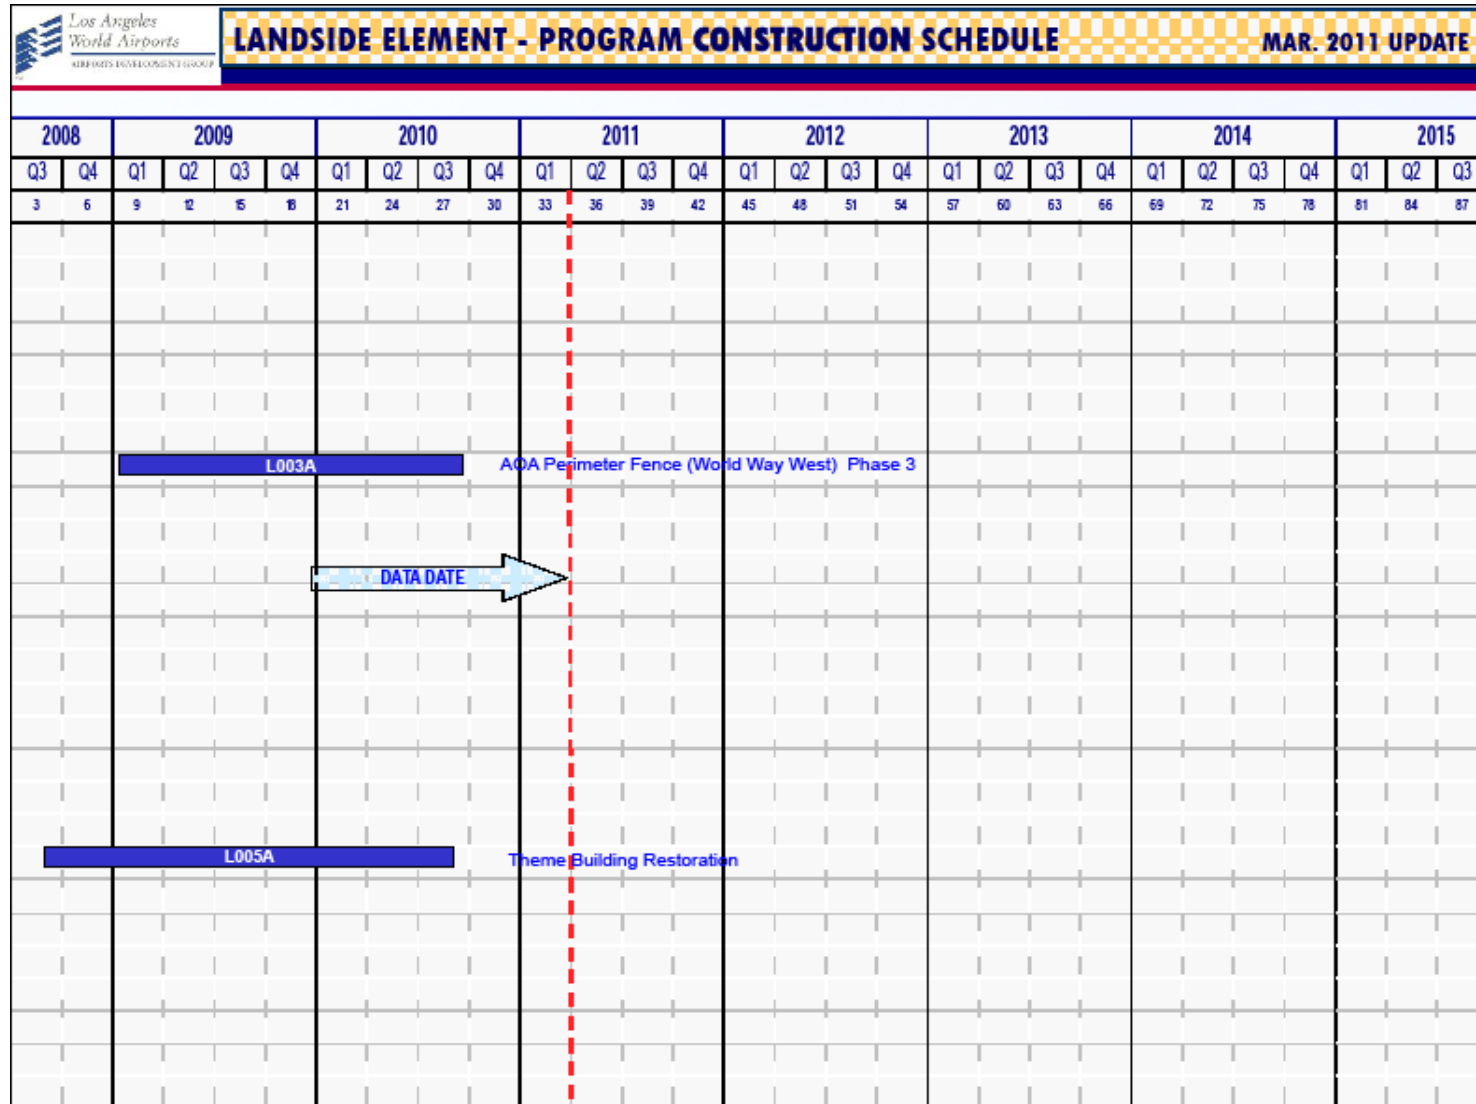 Los Angeles
World Airports
AIRPORTS DEVELOPMENT GROUP
LANDSIDE ELEMENT - PROGRAM CONSTRUCTION SCHEDULE
MAR. 2011 UPDATE
2008 2009 2010 2011 2012 2013 2014 2015
Q3 Q4 Q1 Q2 Q3 Q4 Q1 Q2 Q3 Q4 Q1 Q2 Q3 Q4 Q1 Q2 Q3 Q4 Q1 Q2 Q3 Q4 Q1 Q2 Q3 Q4 Q1 Q2 Q3
3 6 9 12 15 18 21 24 27 30 33 36 39 42 45 48 51 54 57 60 63 66 69 72 75 78 81 84 87
L003A AOA Perimeter Fence (World Way West) Phase 3
DATA DATE
L005A Theme Building Restoration